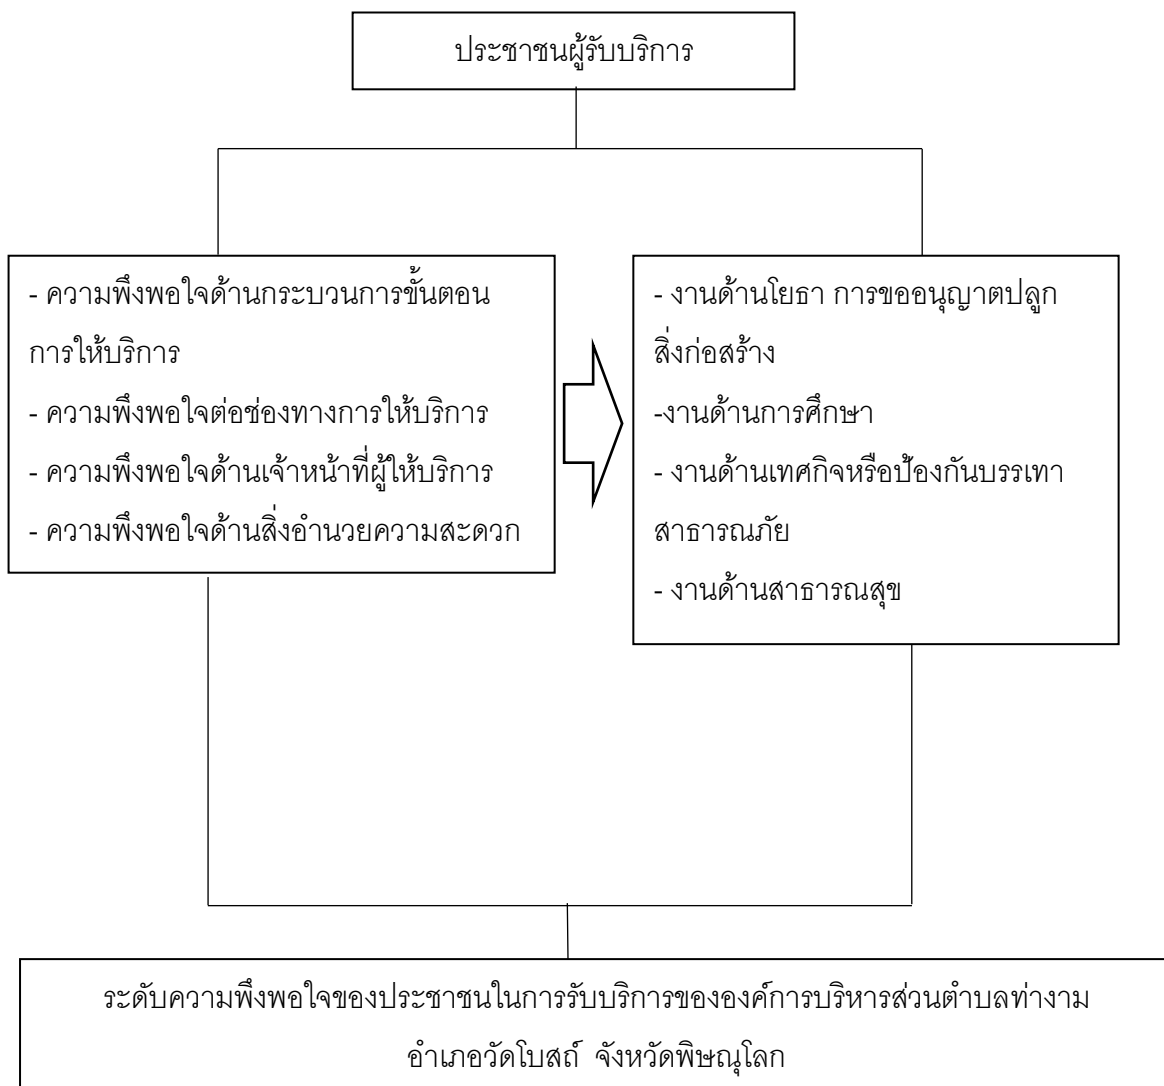 ประชาชนผู้รับบริการ
- ความพึงพอใจด้านกระบวนการขั้นตอน
การให้บริการ
- ความพึงพอใจต่อช่องทางการให้บริการ
- ความพึงพอใจด้านเจ้าหน้าที่ผู้ให้บริการ
- ความพึงพอใจด้านสิ่งอำนวยความสะดวก
- งานด้านโยธา การขออนุญาตปลูก
สิ่งก่อสร้าง
-งานด้านการศึกษา
- งานด้านเทศกิจหรือป้องกันบรรเทา
สาธารณภัย
- งานด้านสาธารณสุข
ระดับความพึงพอใจของประชาชนในการรับบริการขององค์การบริหารส่วนตำบลท่างาม
อำเภอวัดโบสถ์ จังหวัดพิษณุโลก